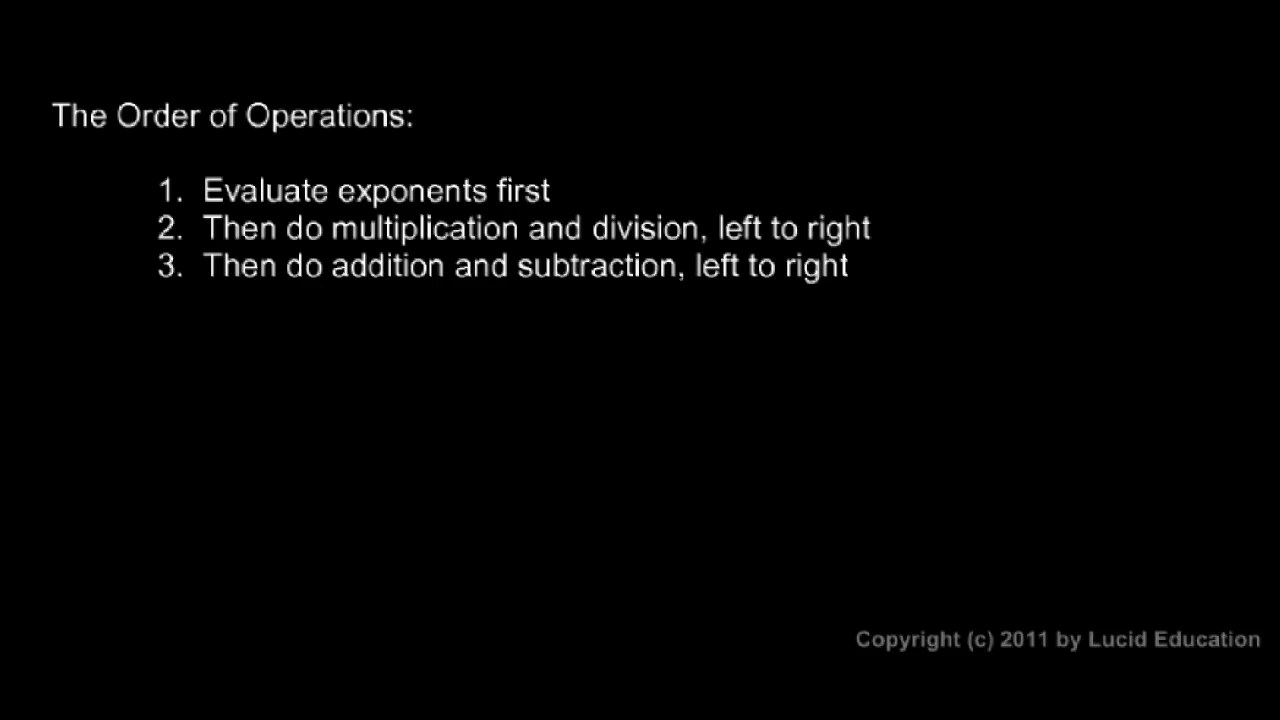 The Order of Operations:
1. Evaluate exponents first
2. Then do multiplication and division, left to right
3. Then do addition and subtraction, left to right
Copyright (c) 2011 by Lucid Education